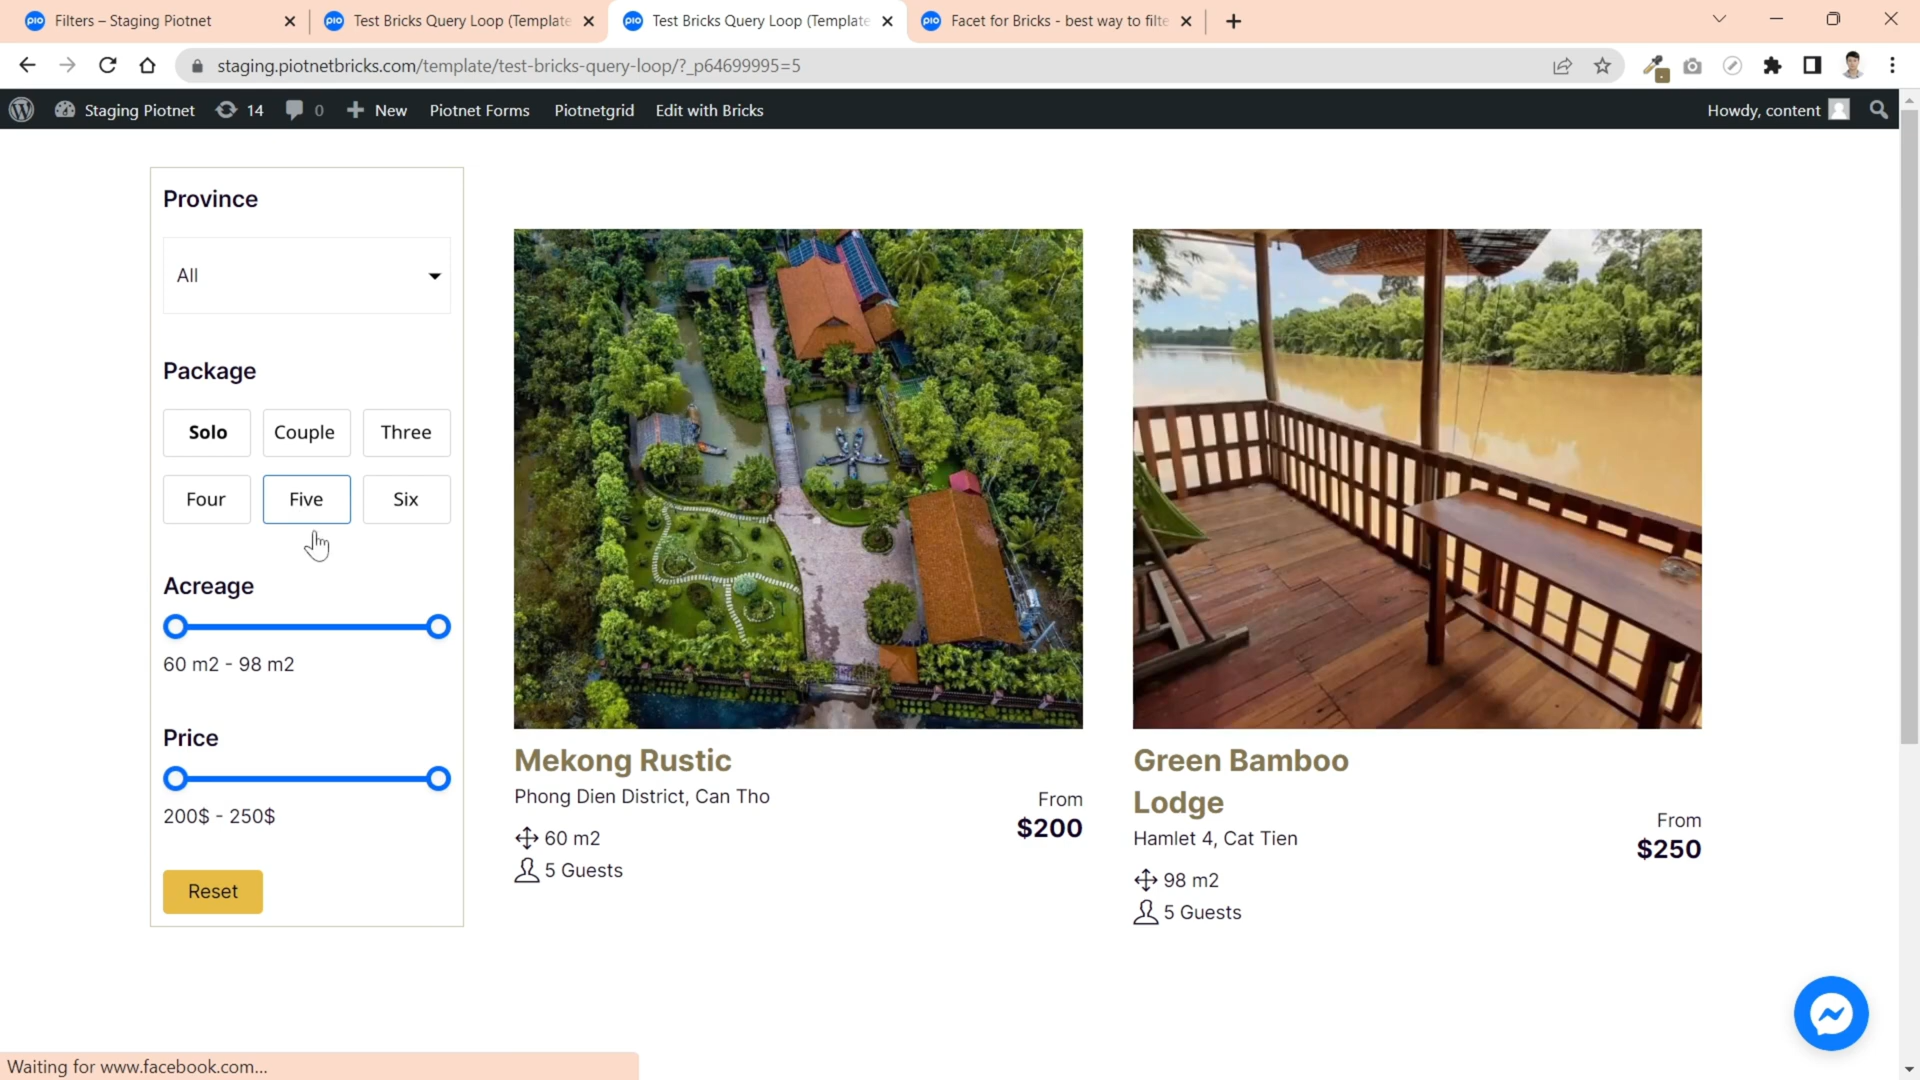 Filters – Staging Piotnet
Test Bricks Query Loop (Template
Test Bricks Query Loop (Template
Facet for Bricks - best way to filte
staging.piotnetbricks.com/template/test-bricks-query-loop/?_p64699995=5
Staging Piotnet
14
0
New
Piotnet Forms
Piotnetgrid
Edit with Bricks
Howdy, content
Province
All
Package
Solo
Couple
Three
Four
Five
Six
Acreage
60 m2 - 98 m2
Price
200$ - 250$
Reset
Mekong Rustic
Phong Dien District, Can Tho
60 m2
5 Guests
From
$200
Green Bamboo
Lodge
Hamlet 4, Cat Tien
98 m2
5 Guests
From
$250
Waiting for www.facebook.com...